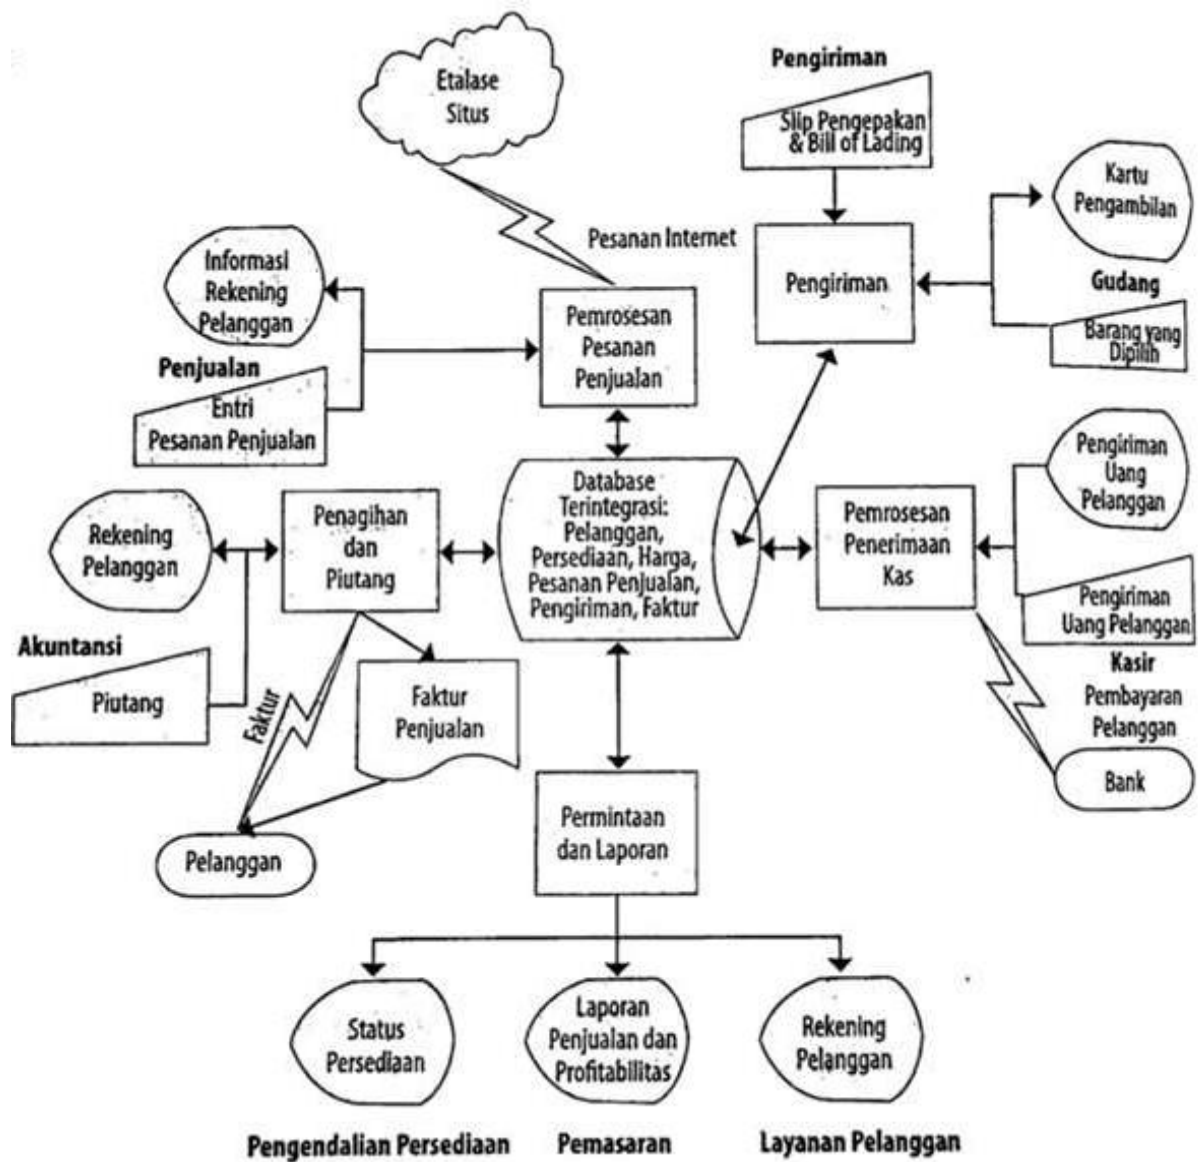 Etalase
Situs
Pengiriman
Slip Pengepakan
& Bill of Lading
Kartu
Pengambilan
Pesanan Internet
Informasi
Rekening
Pelanggan
Pemrosesan
Pesanan
Penjualan
Pengiriman
Gudang
Barang yang
Dipilih
Penjualan
Entri
Pesanan Penjualan
Database
Terintegrasi:
Pelanggan,
Persediaan, Harga,
Pesanan Penjualan,
Pengiriman, Faktur
Pengiriman
Uang
Pelanggan
Rekening
Pelanggan
Penagihan
dan
Piutang
Pemrosesan
Penerimaan
Kas
Pengiriman
Uang Pelanggan
Akuntansi
Piutang
Faktur
Faktur
Penjualan
Kasir
Pembayaran
Pelanggan
Bank
Pelanggan
Permintaan
dan Laporan
Status
Persediaan
Laporan
Penjualan dan
Profitabilitas
Rekening
Pelanggan
Pengendalian Persediaan
Pemasaran
Layanan Pelanggan